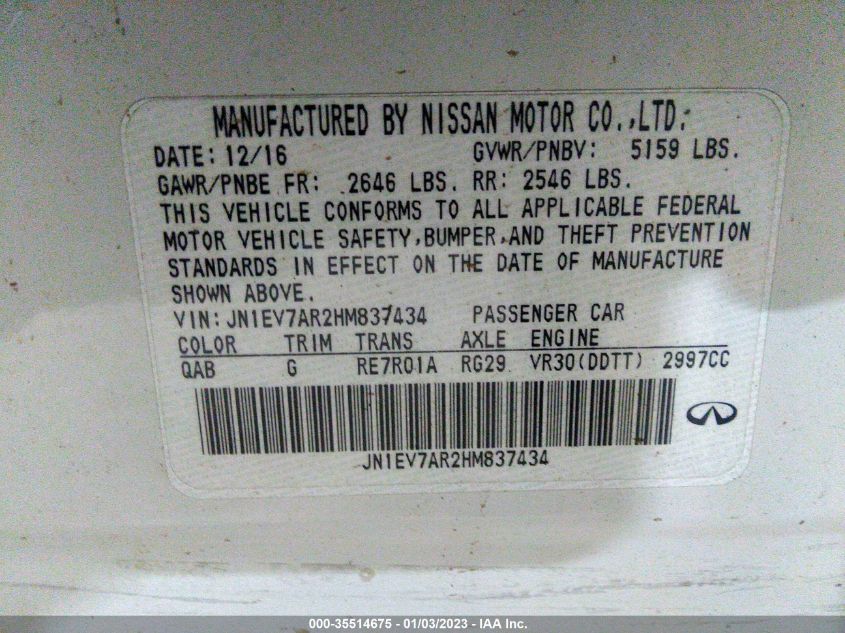 MANUFACTURED BY NISSAN MOTOR CO.,LTD.
DATE: 12/16 GVWR/PNBV: 5159 LBS.
GAWR/PNBE FR: 2646 LBS. RR: 2546 LBS.
THIS VEHICLE CONFORMS TO ALL APPLICABLE FEDERAL
MOTOR VEHICLE SAFETY, BUMPER, AND THEFT PREVENTION
STANDARDS IN EFFECT ON THE DATE OF MANUFACTURE
SHOWN ABOVE.
VIN: JN1EV7AR2HM837434 PASSENGER CAR
COLOR TRIM TRANS AXLE ENGINE
QAB G RE7R01A RG29 VR30(DDTT) 2997CC
JN1EV7AR2HM837434
000-35514675 - 01/03/2023 - IAA Inc.